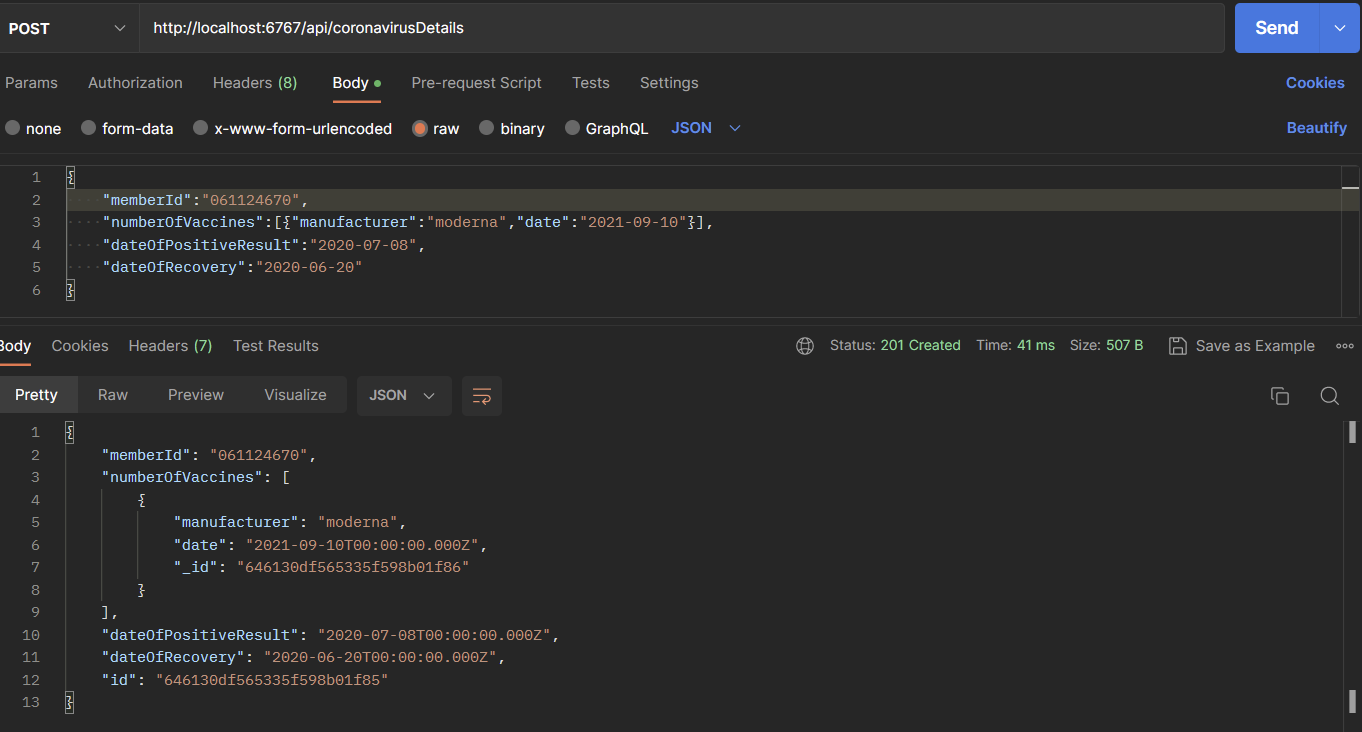 POST http://localhost:6767/api/coronavirusDetails Send
Params Authorization Headers (8) Body Pre-request Script Tests Settings Cookies
none form-data x-www-form-urlencoded raw binary GraphQL JSON Beautify
1 {
2 "memberId":"061124670",
3 "numberOfVaccines":[{"manufacturer":"moderna","date":"2021-09-10"}],
4 "dateOfPositiveResult":"2020-07-08",
5 "dateOfRecovery":"2020-06-20"
6 }
Body Cookies Headers (7) Test Results Status: 201 Created Time: 41 ms Size: 507 B Save as Example
Pretty Raw Preview Visualize JSON
1 {
2 "memberId": "061124670",
3 "numberOfVaccines": [
4 {
5 "manufacturer": "moderna",
6 "date": "2021-09-10T00:00:00.000Z",
7 "_id": "646130df565335f598b01f86"
8 }
9 ],
10 "dateOfPositiveResult": "2020-07-08T00:00:00.000Z",
11 "dateOfRecovery": "2020-06-20T00:00:00.000Z",
12 "id": "646130df565335f598b01f85"
13 }